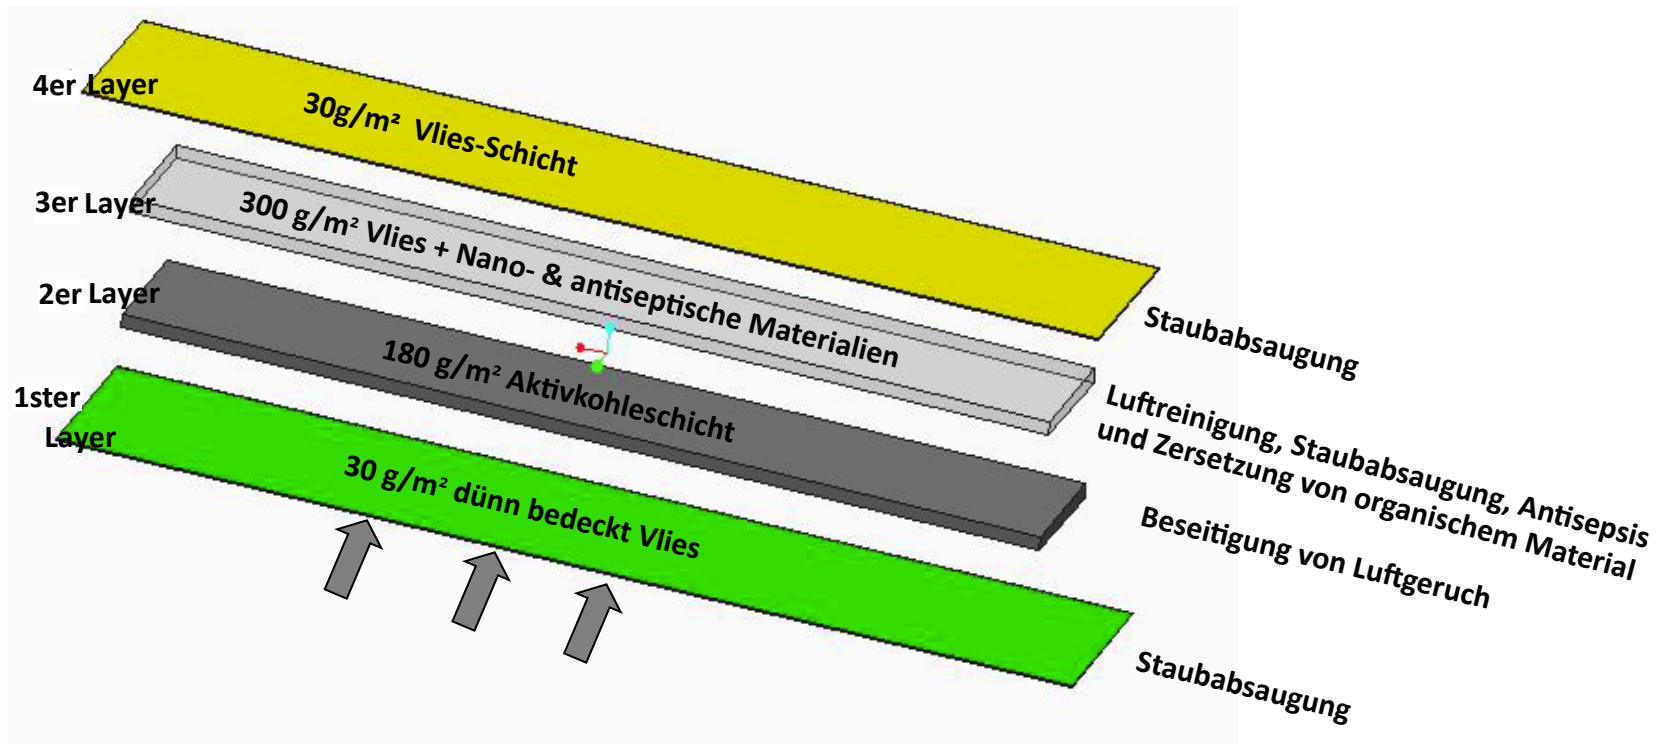 4er Layer
30g/m² Vlies-Schicht
Staubabsaugung
3er Layer
300 g/m² Vlies + Nano- & antiseptische Materialien
Luftreinigung, Staubabsaugung, Antisepsis
und Zersetzung von organischem Material
2er Layer
180 g/m² Aktivkohleschicht
Beseitigung von Luftgeruch
1ster
Layer
30 g/m² dünn bedeckt Vlies
Staubabsaugung